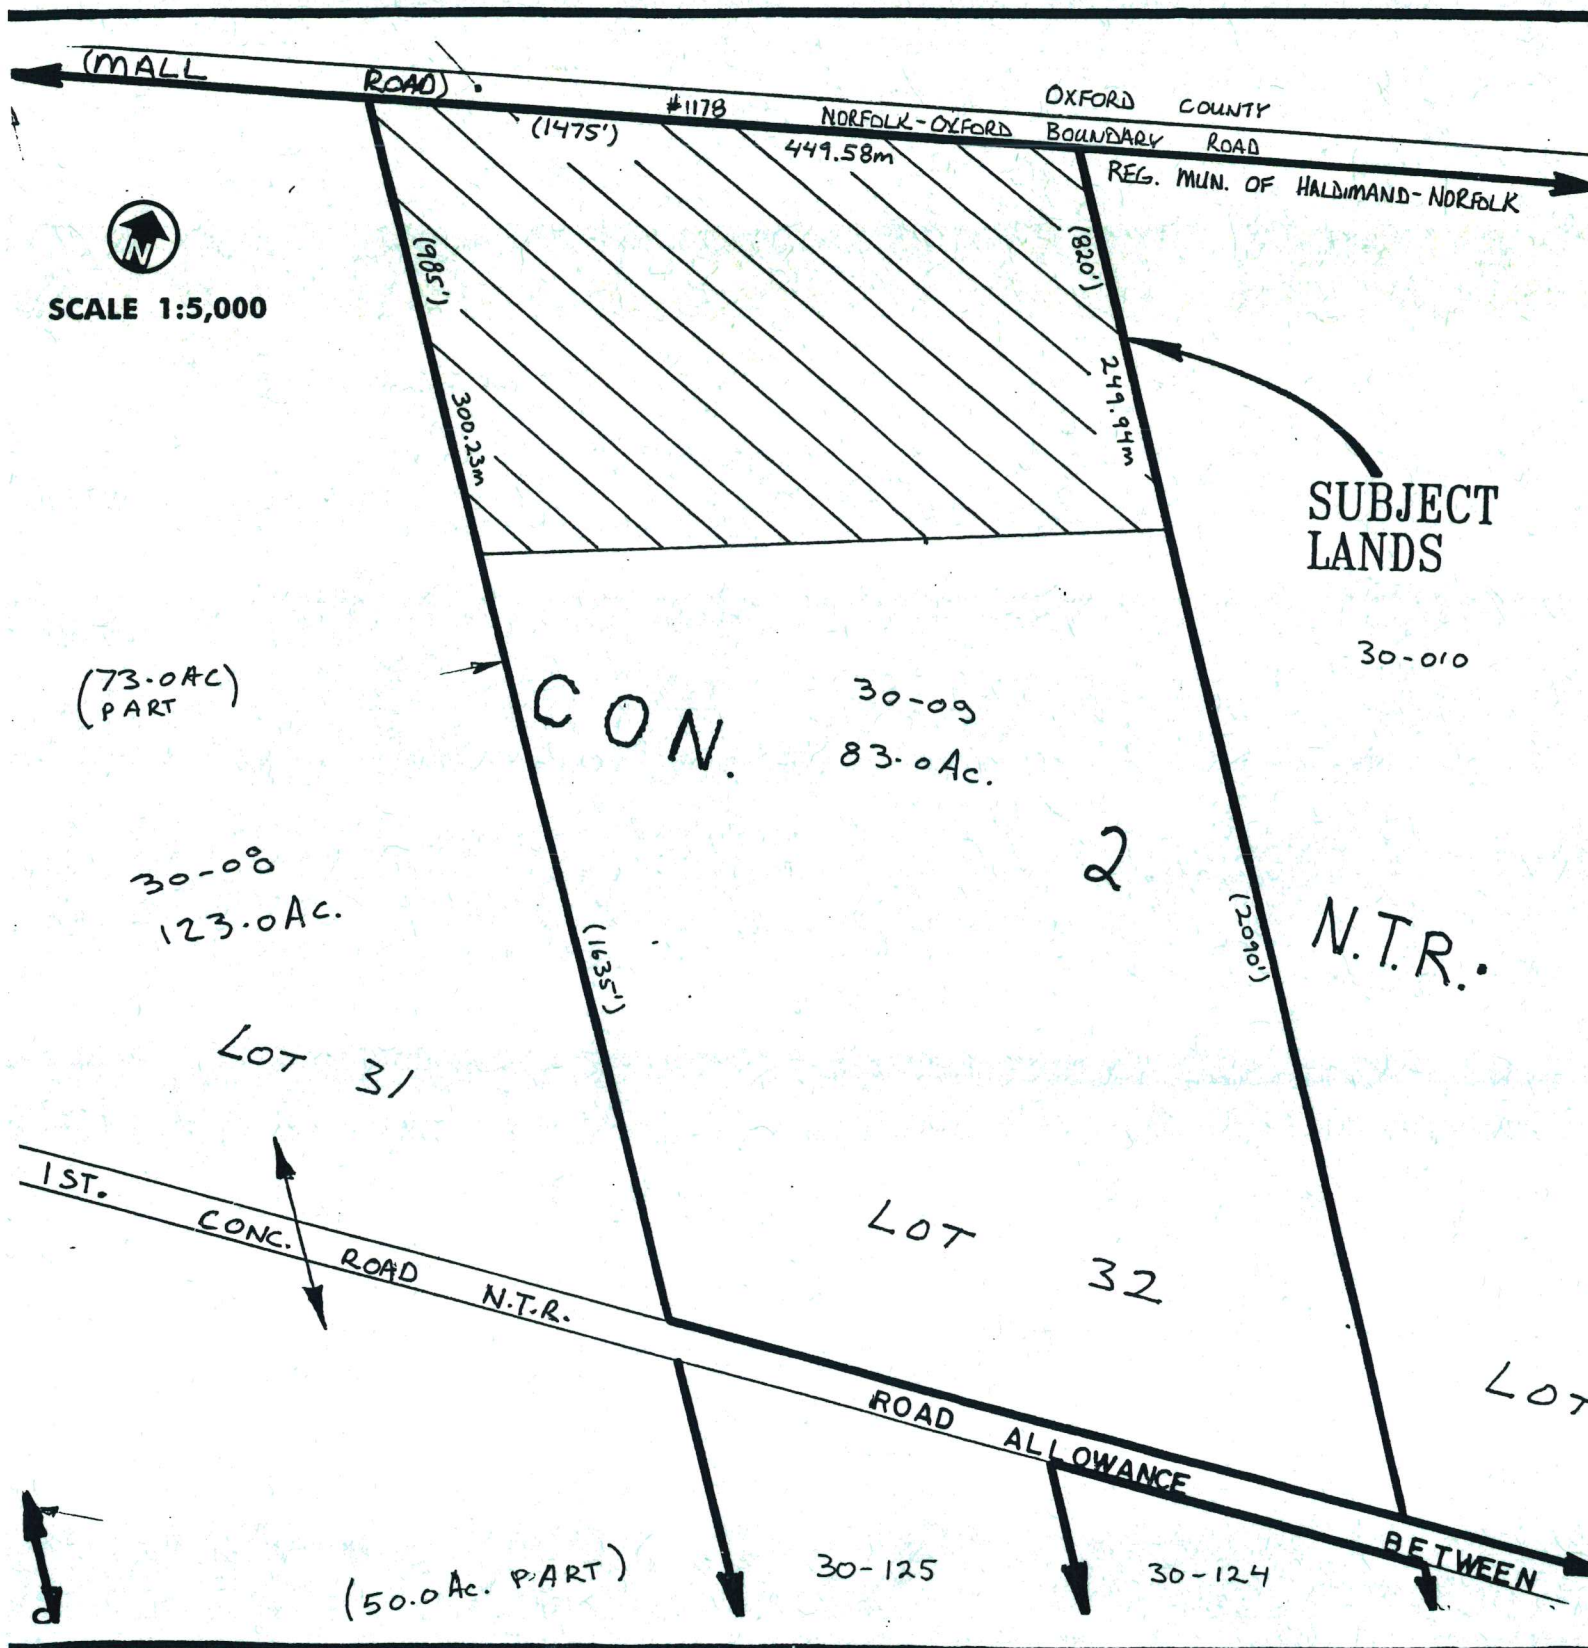 (MALL ROAD)
OXFORD COUNTY
#1178
NORFOLK-OXFORD BOUNDARY ROAD
(1475')
449.58m
REG. MUN. OF HALDIMAND-NORFOLK
N
SCALE 1:5,000
(985')
300.23m
(820')
249.94m
SUBJECT
LANDS
30-010
(73.0AC)
PART
CON.
30-09
83.0Ac.
2
N.T.R.
30-08
123.0Ac.
(1635')
(2090')
LOT 31
1ST. CONC. ROAD N.T.R.
LOT 32
LOT
ROAD ALLOWANCE BETWEEN
(50.0Ac. PART)
30-125
30-124